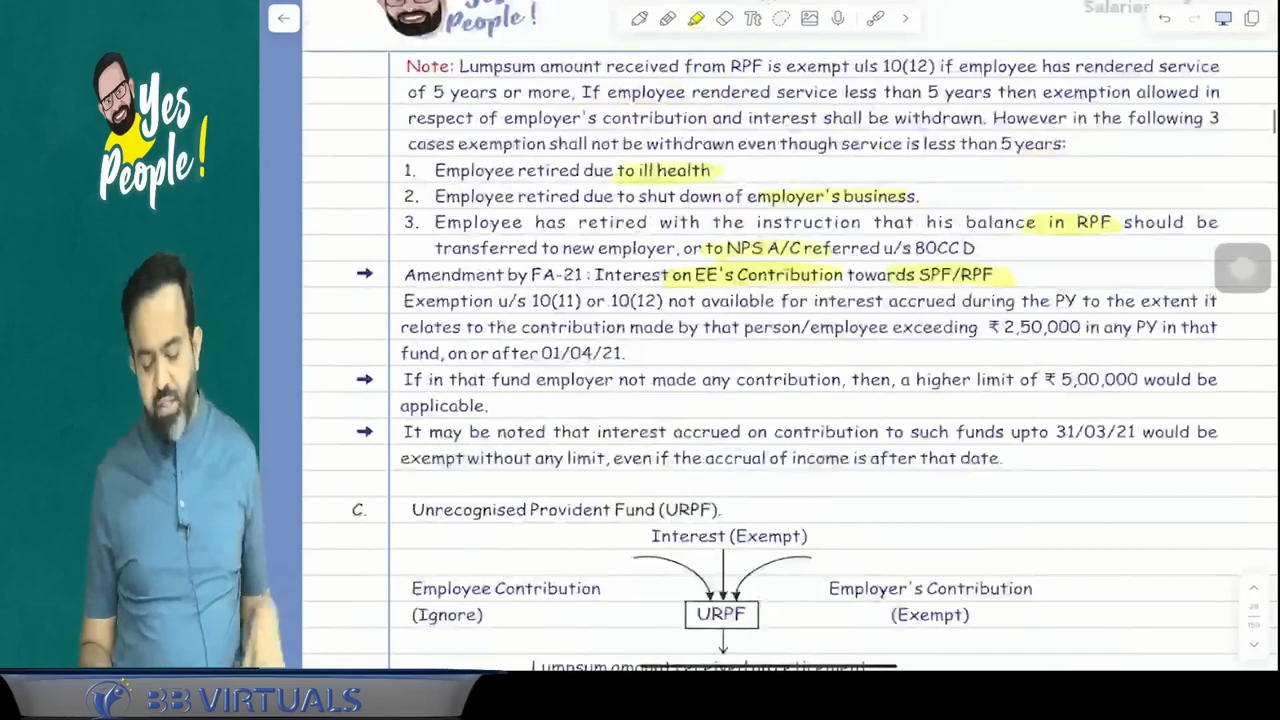 Yes
People!
People!
Salarie
Note: Lumpsum amount received from RPF is exempt uls 10(12) if employee has rendered service
of 5 years or more, If employee rendered service less than 5 years then exemption allowed in
respect of employer's contribution and interest shall be withdrawn. However in the following 3
cases exemption shall not be withdrawn even though service is less than 5 years:
1. Employee retired due to ill health
2. Employee retired due to shut down of employer's business.
3. Employee has retired with the instruction that his balance in RPF should be
transferred to new employer, or to NPS A/C referred u/s 80CC D
→ Amendment by FA-21 : Interest on EE's Contribution towards SPF/RPF
Exemption u/s 10(11) or 10(12) not available for interest accrued during the PY to the extent it
relates to the contribution made by that person/employee exceeding ₹ 2,50,000 in any PY in that
fund, on or after 01/04/21.
→ If in that fund employer not made any contribution, then, a higher limit of ₹ 5,00,000 would be
applicable.
→ It may be noted that interest accrued on contribution to such funds upto 31/03/21 would be
exempt without any limit, even if the accrual of income is after that date.
C. Unrecognised Provident Fund (URPF).
Interest (Exempt)
Employee Contribution
(Ignore)
Employer's Contribution
(Exempt)
URPF
Lumpsum amount received on retirement
28
150
BB VIRTUALS